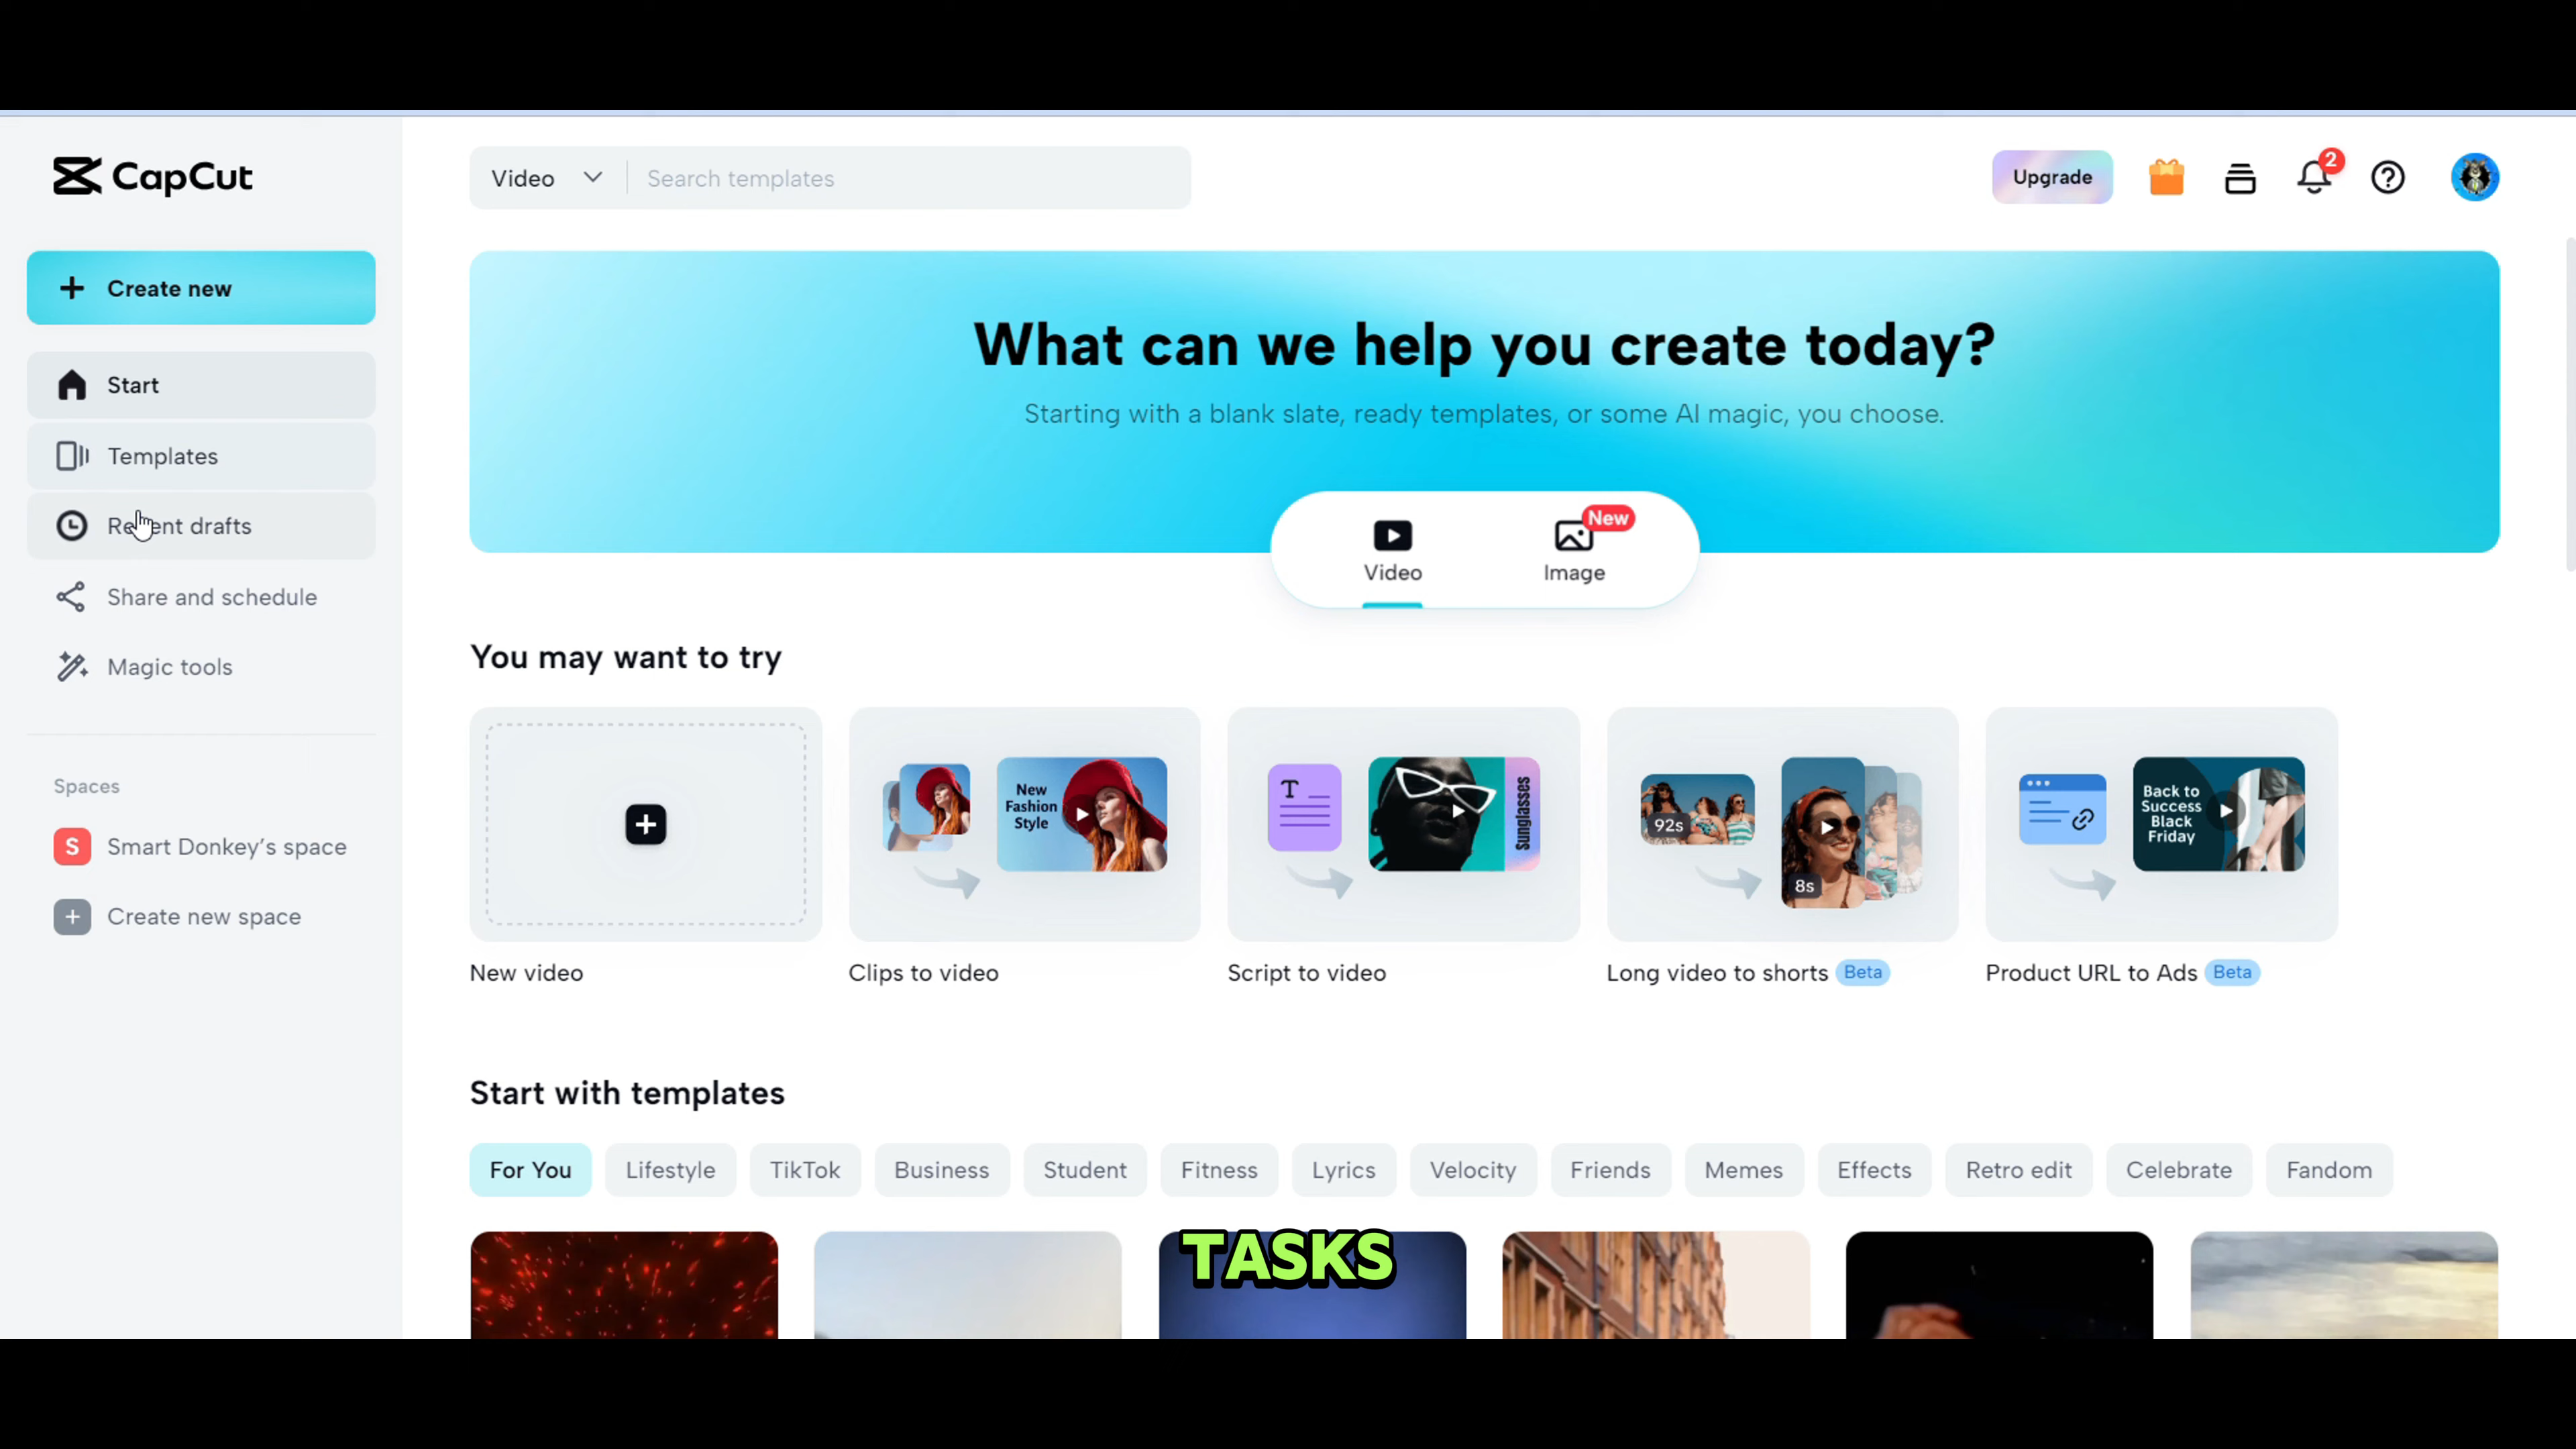 CapCut
Video
Search templates
Upgrade
2
Create new
Start
Templates
Recent drafts
Share and schedule
Magic tools
Spaces
S
Smart Donkey's space
Create new space
What can we help you create today?
Starting with a blank slate, ready templates, or some AI magic, you choose.
Video
Image
New
You may want to try
New
Fashion
Style
T
Sunglasses
92s
8s
Back to
Success
Black
Friday
New video
Clips to video
Script to video
Long video to shorts Beta
Product URL to Ads Beta
Start with templates
For You
Lifestyle
TikTok
Business
Student
Fitness
Lyrics
Velocity
Friends
Memes
Effects
Retro edit
Celebrate
Fandom
TASKS